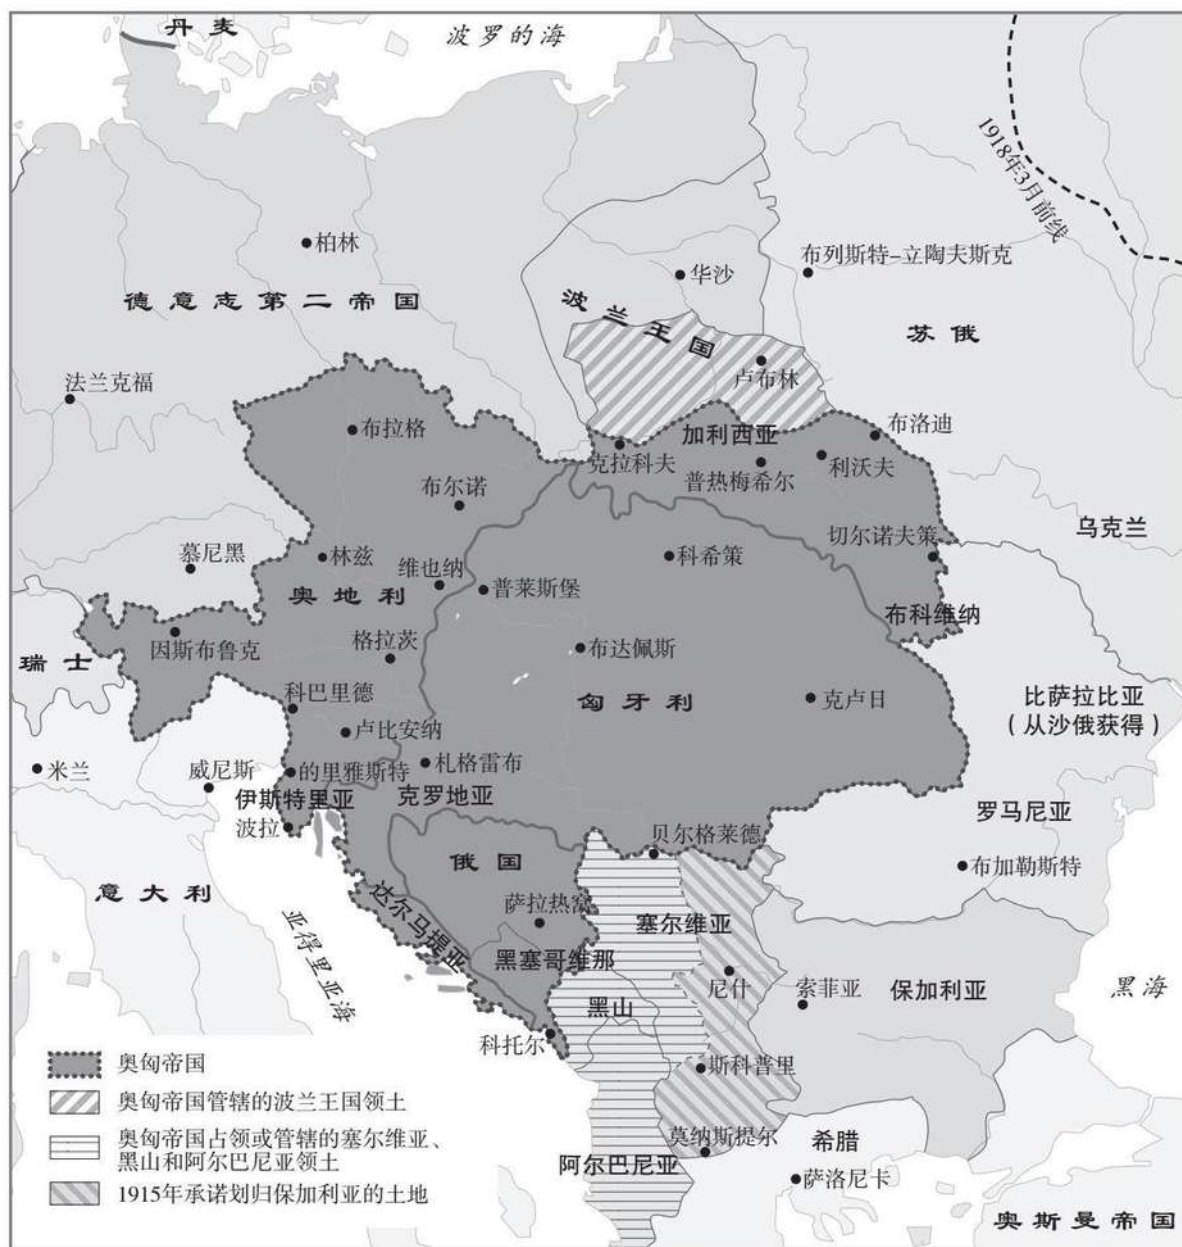 丹麦
波罗的海
1918年3月前线
柏林
华沙
布列斯特-立陶夫斯克
德意志第二帝国
波兰王国
苏俄
卢布林
法兰克福
布拉格
加利西亚
布洛迪
克拉科夫
普热梅希尔
利沃夫
布尔诺
乌克兰
切尔诺夫策
慕尼黑
林兹
维也纳
科希策
普莱斯堡
奥地利
布科维纳
因斯布鲁克
格拉茨
布达佩斯
瑞士
科巴里德
匈牙利
克卢日
比萨拉比亚
（从沙俄获得）
卢比安纳
米兰
威尼斯
的里雅斯特
札格雷布
伊斯特里亚
克罗地亚
罗马尼亚
波拉
贝尔格莱德
俄国
布加勒斯特
意大利
达尔马提亚
萨拉热窝
塞尔维亚
亚得里亚海
黑塞哥维那
尼什
索菲亚
保加利亚
黑海
黑山
科托尔
斯科普里
莫纳斯提尔
希腊
阿尔巴尼亚
萨洛尼卡
奥斯曼帝国
奥匈帝国
奥匈帝国管辖的波兰王国领土
奥匈帝国占领或管辖的塞尔维亚、
黑山和阿尔巴尼亚领土
1915年承诺划归保加利亚的土地